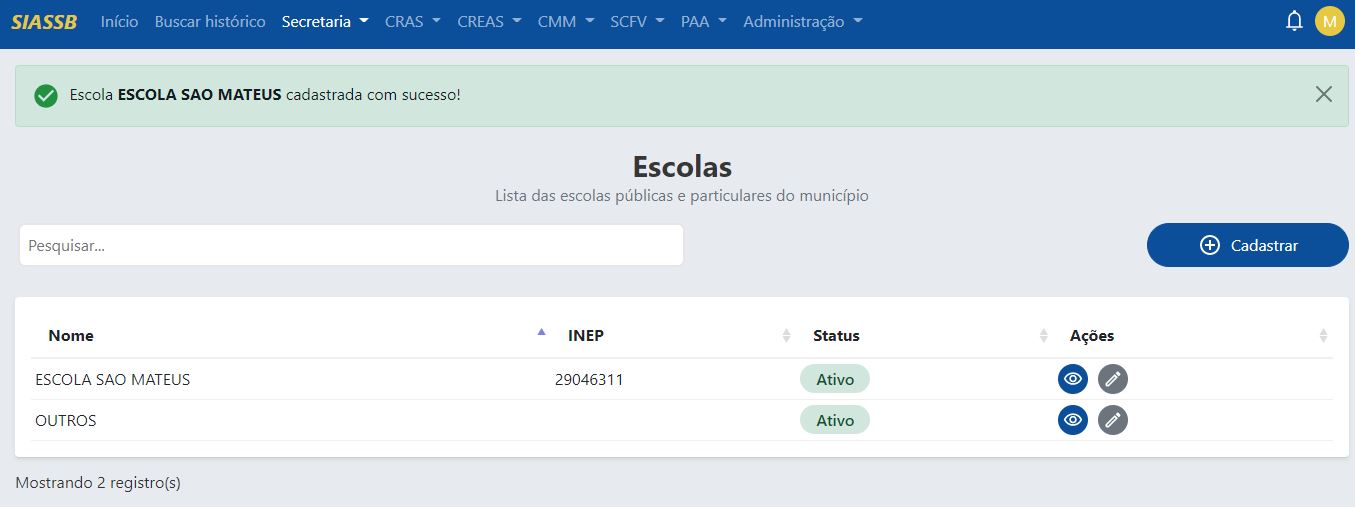 SIASSB Início Buscar histórico Secretaria CRAS CREAS CMM SCFV PAA Administração M
Escola ESCOLA SAO MATEUS cadastrada com sucesso!
Escolas
Lista das escolas públicas e particulares do município
Pesquisar... Cadastrar
Nome INEP Status Ações
ESCOLA SAO MATEUS 29046311 Ativo
OUTROS Ativo
Mostrando 2 registro(s)